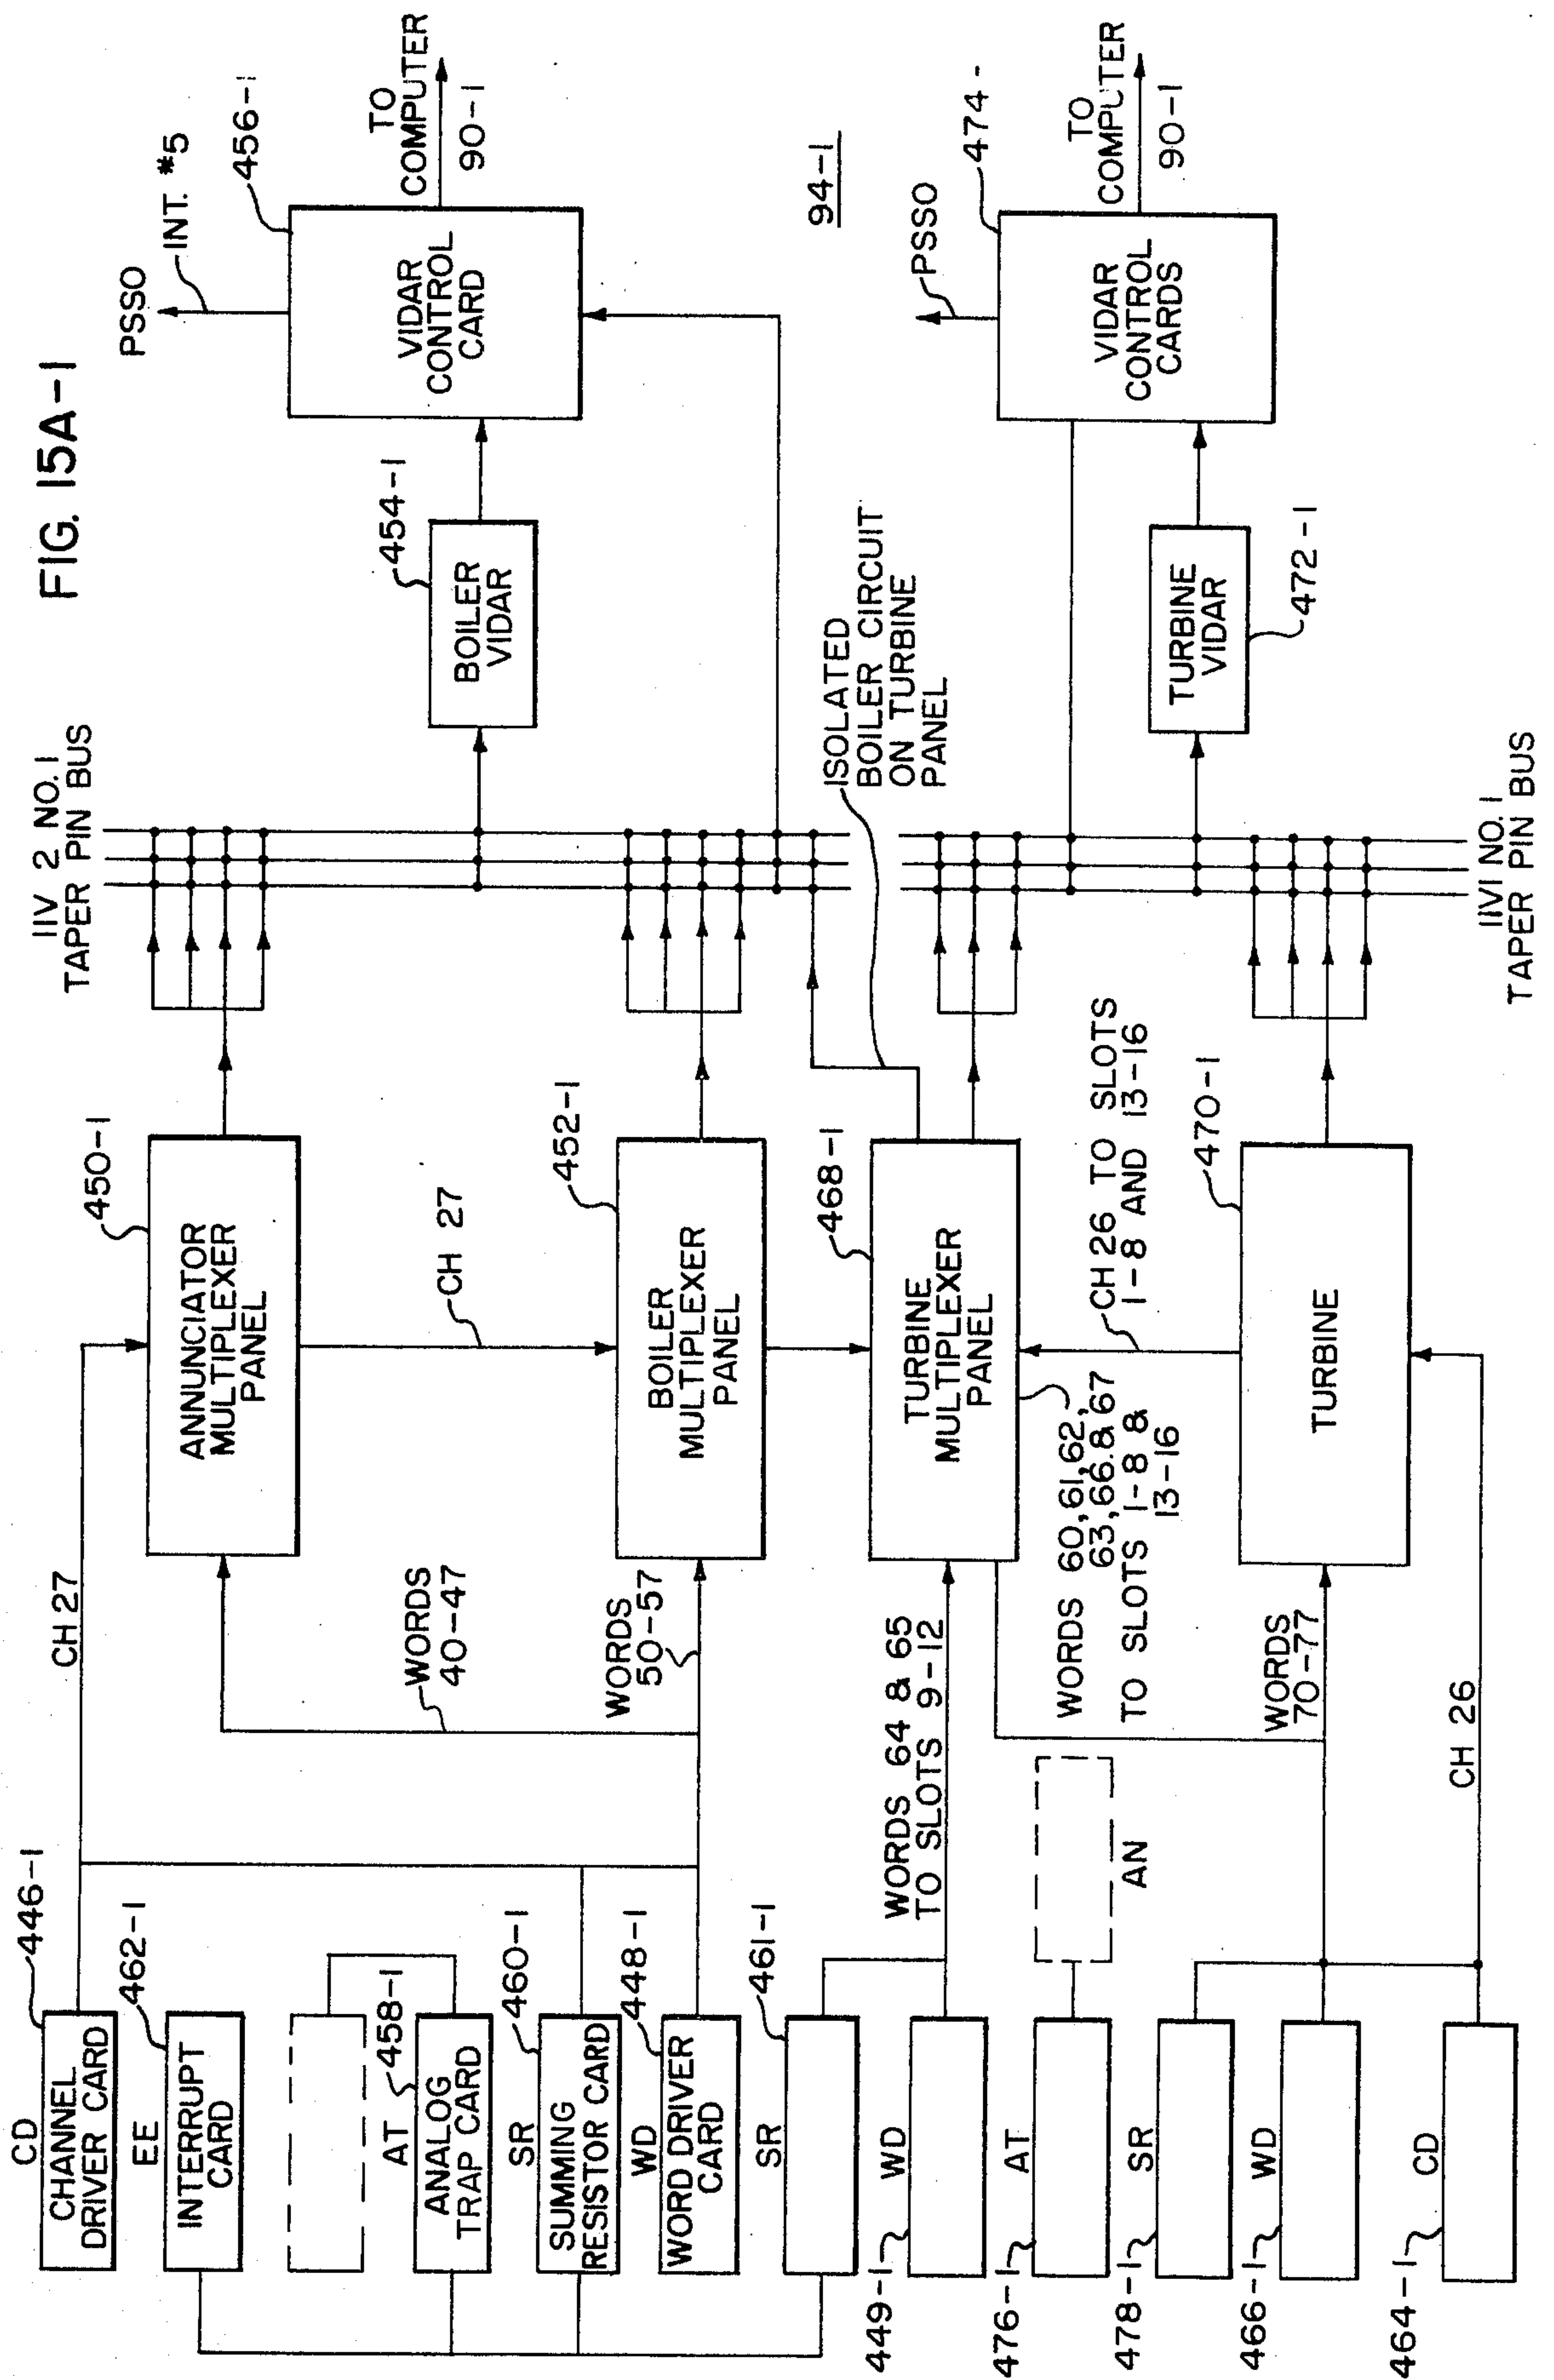 FIG. 15A-1
CD
CHANNEL
DRIVER CARD
446-1
EE
INTERRUPT
CARD
462-1
AT
ANALOG
TRAP CARD
458-1
SR
SUMMING
RESISTOR CARD
460-1
WD
WORD DRIVER
CARD
448-1
SR
461-1
WD
449-1
AT
476-1
AN
SR
478-1
WD
466-1
CD
464-1
CH 27
WORDS
40-47
WORDS
50-57
WORDS 64 & 65
TO SLOTS 9-12
WORDS 60,61,62,
63,66.& 67
TO SLOTS 1-8 &
13-16
WORDS
70-77
CH 26
ANNUNCIATOR
MULTIPLEXER
PANEL
450-1
CH 27
BOILER
MULTIPLEXER
PANEL
452-1
TURBINE
MULTIPLEXER
PANEL
468-1
CH 26 TO SLOTS
1-8 AND 13-16
TURBINE
470-1
11V 2 NO. 1
TAPER PIN BUS
ISOLATED
BOILER CIRCUIT
ON TURBINE
PANEL
11V1 NO. 1
TAPER PIN BUS
BOILER
VIDAR
454-1
TURBINE
VIDAR
472-1
PSSO
INT. #5
VIDAR
CONTROL
CARD
456-1
TO
COMPUTER
90-1
94-1
PSSO
VIDAR
CONTROL
CARDS
474-
TO
COMPUTER
90-1